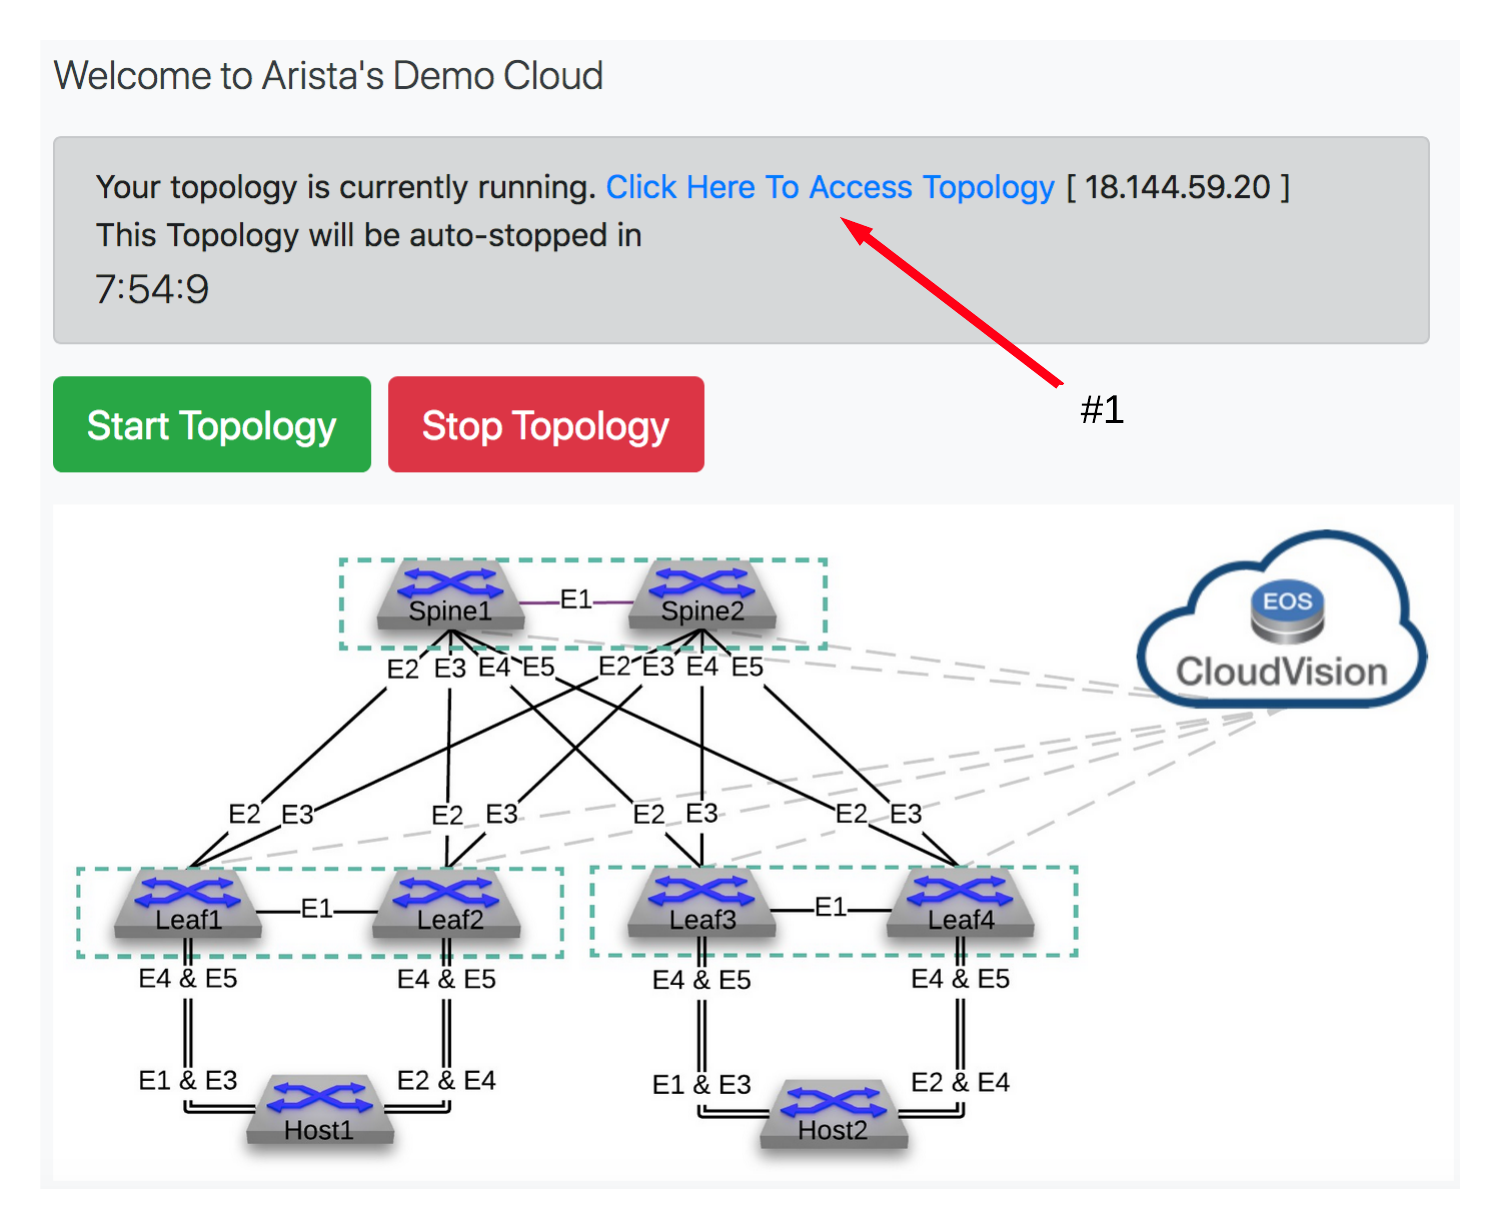 Welcome to Arista's Demo Cloud
Your topology is currently running. Click Here To Access Topology [ 18.144.59.20 ]
This Topology will be auto-stopped in
7:54:9
#1
Start Topology Stop Topology
Spine1 E1 Spine2
EOS
CloudVision
E2 E3 E4 E5 E2 E3 E4 E5
E2 E3 E2 E3 E2 E3 E2 E3
Leaf1 E1 Leaf2 Leaf3 E1 Leaf4
E4 & E5 E4 & E5 E4 & E5 E4 & E5
E1 & E3 E2 & E4 E1 & E3 E2 & E4
Host1 Host2